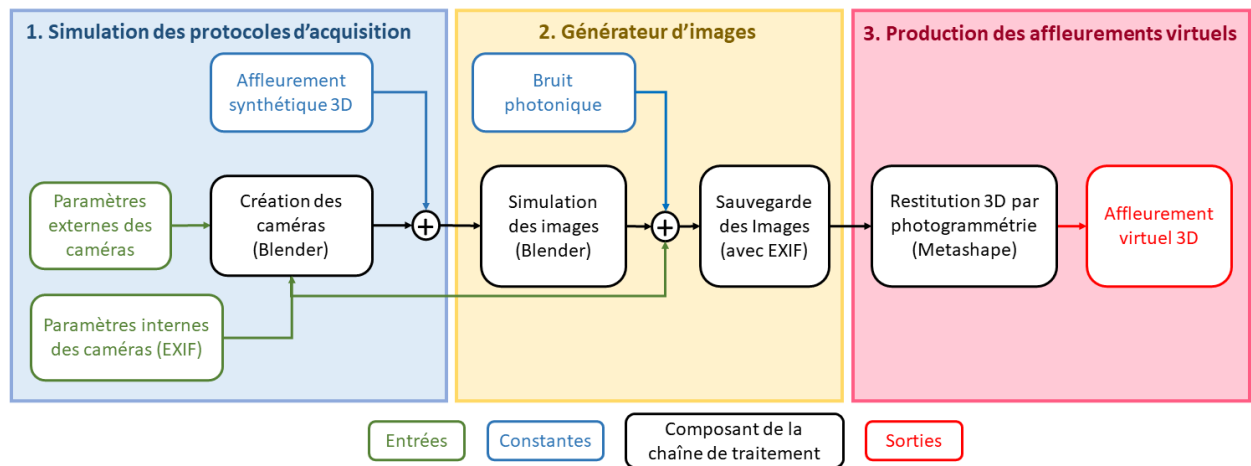 1. Simulation des protocoles d'acquisition
Affleurement
synthétique 3D
Paramètres
externes des
caméras
Création des
caméras
(Blender)
Paramètres internes
des caméras (EXIF)
2. Générateur d'images
Bruit
photonique
Simulation
des images
(Blender)
Sauvegarde
des Images
(avec EXIF)
3. Production des affleurements virtuels
Restitution 3D par
photogrammétrie
(Metashape)
Affleurement
virtuel 3D
Entrées
Constantes
Composant de la
chaîne de traitement
Sorties